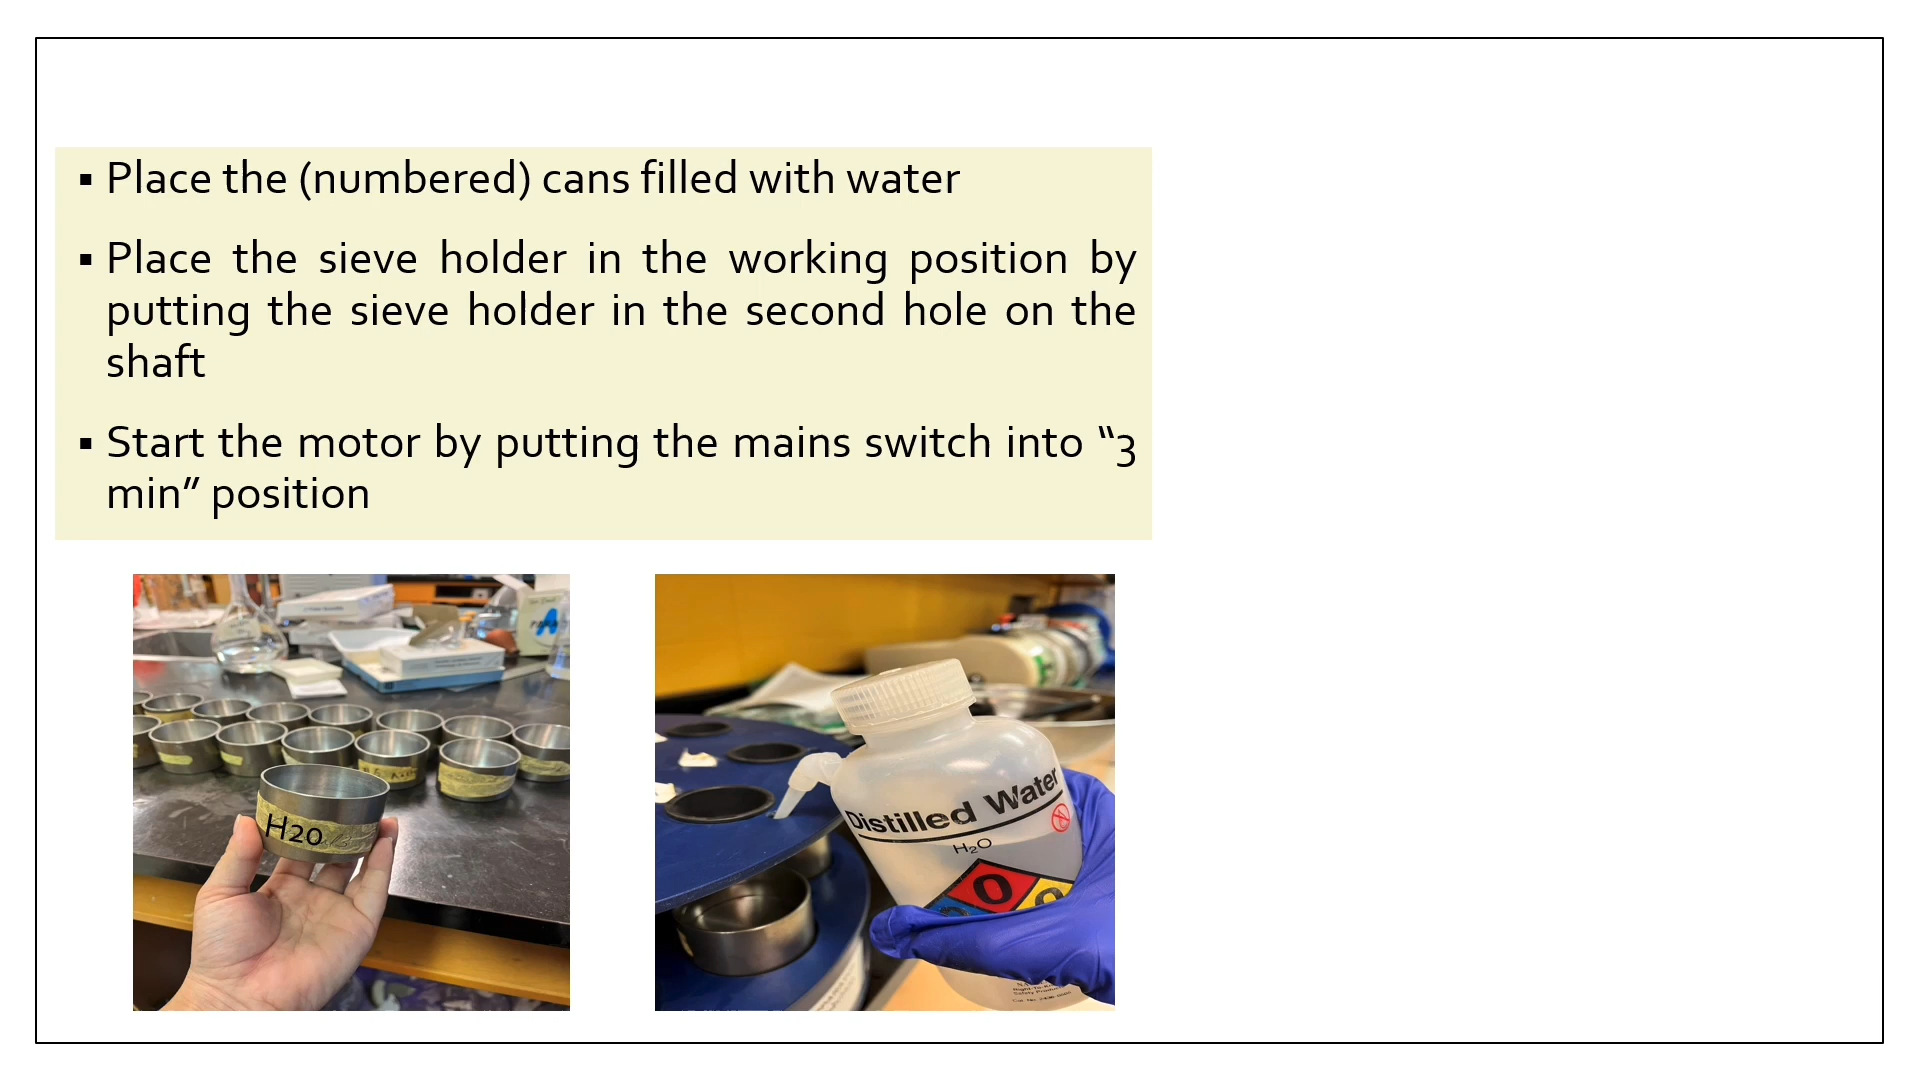 ▪ Place the (numbered) cans filled with water
▪ Place the sieve holder in the working position by
putting the sieve holder in the second hole on the
shaft
▪ Start the motor by putting the mains switch into “3
min” position
H20
Distilled Water
H₂O
0
0